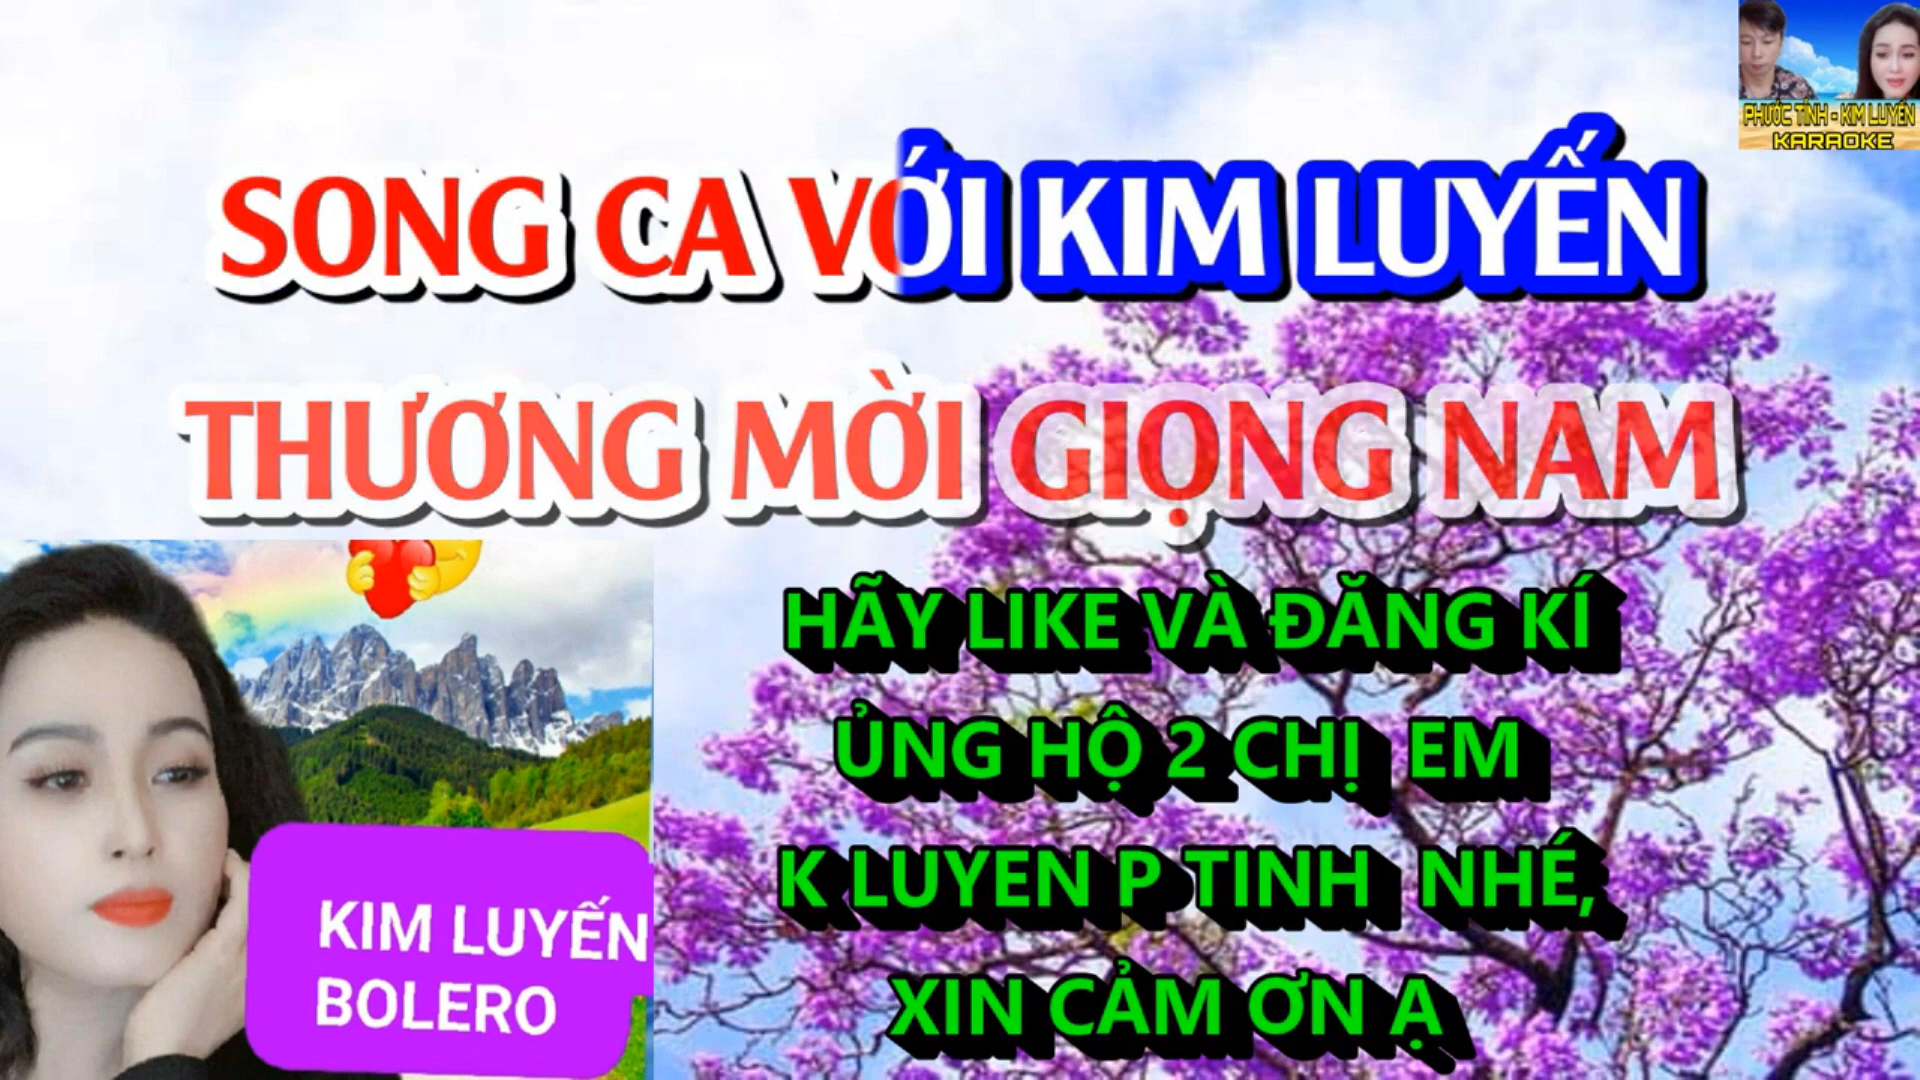 PHƯỚC TÍNH - KIM LUYẾN
KARAOKE
SONG CA VỚI KIM LUYẾN
THƯƠNG MỜI GIỌNG NAM
HÃY LIKE VÀ ĐĂNG KÍ
ỦNG HỘ 2 CHỊ EM
K LUYEN P TINH NHÉ,
XIN CẢM ƠN Ạ
KIM LUYẾN
BOLERO